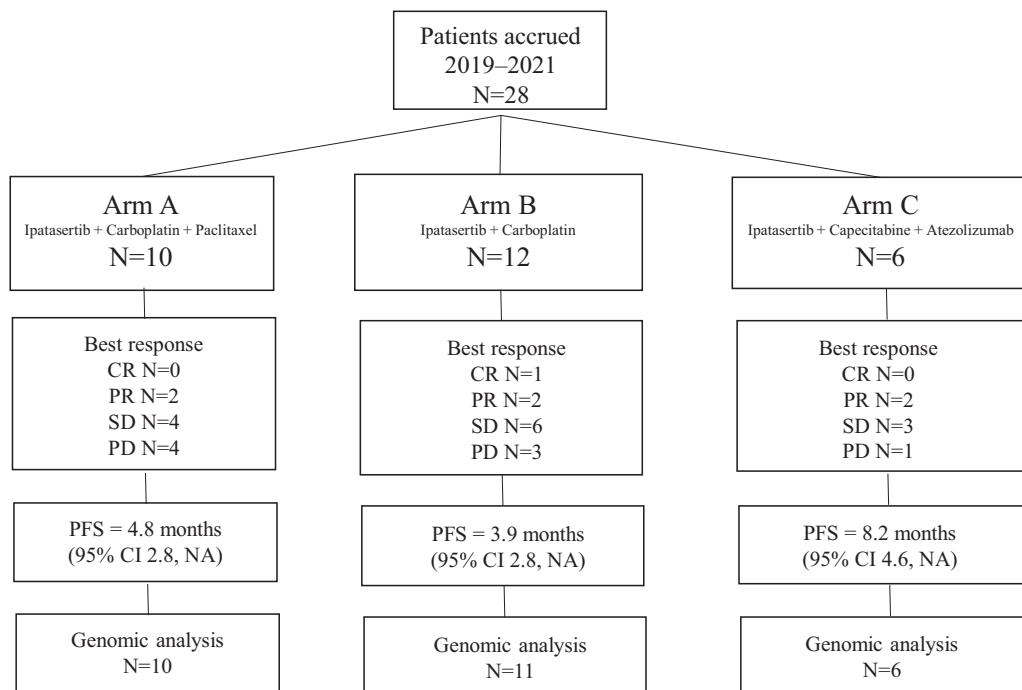 Patients accrued
2019–2021
N=28
Arm A
Ipatasertib + Carboplatin + Paclitaxel
N=10
Arm B
Ipatasertib + Carboplatin
N=12
Arm C
Ipatasertib + Capecitabine + Atezolizumab
N=6
Best response
CR N=0
PR N=2
SD N=4
PD N=4
Best response
CR N=1
PR N=2
SD N=6
PD N=3
Best response
CR N=0
PR N=2
SD N=3
PD N=1
PFS = 4.8 months
(95% CI 2.8, NA)
PFS = 3.9 months
(95% CI 2.8, NA)
PFS = 8.2 months
(95% CI 4.6, NA)
Genomic analysis
N=10
Genomic analysis
N=11
Genomic analysis
N=6